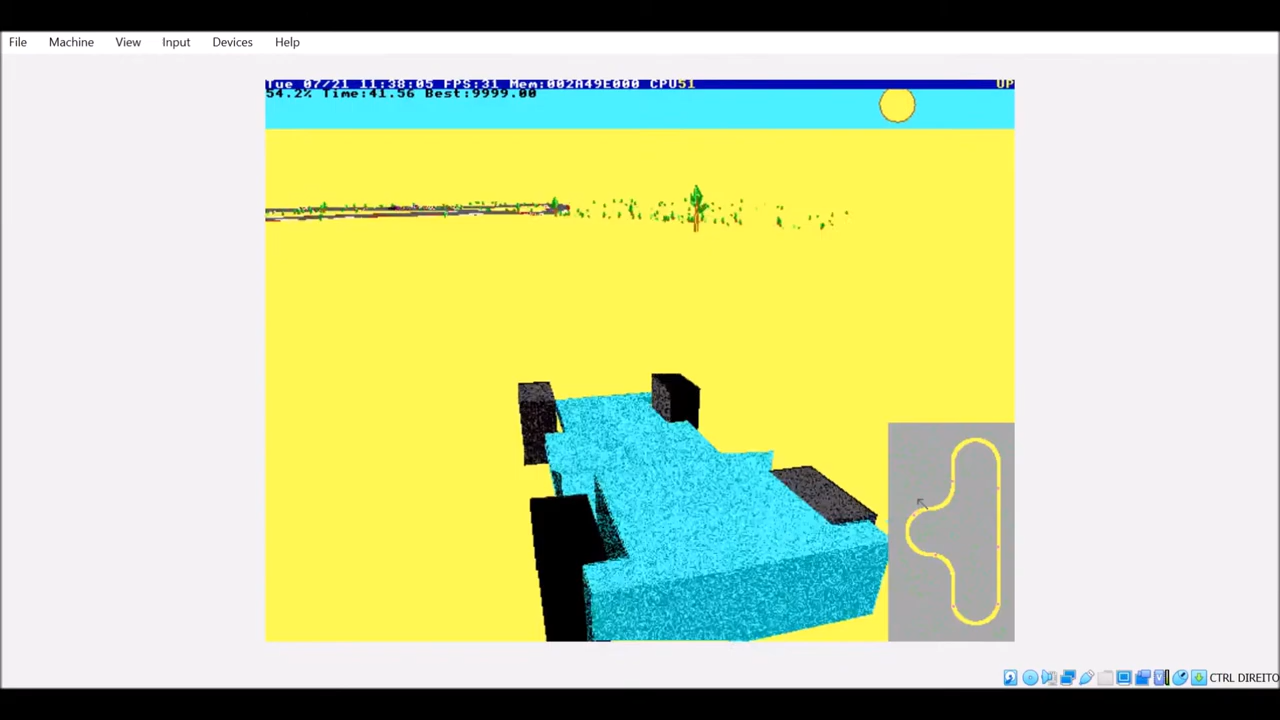 File Machine View Input Devices Help
Tue 07/21 11:38:05 FPS:31 Mem:002A49E000 CPU51 UP
54.2% Time:41.56 Best:9999.00
CTRL DIREITO